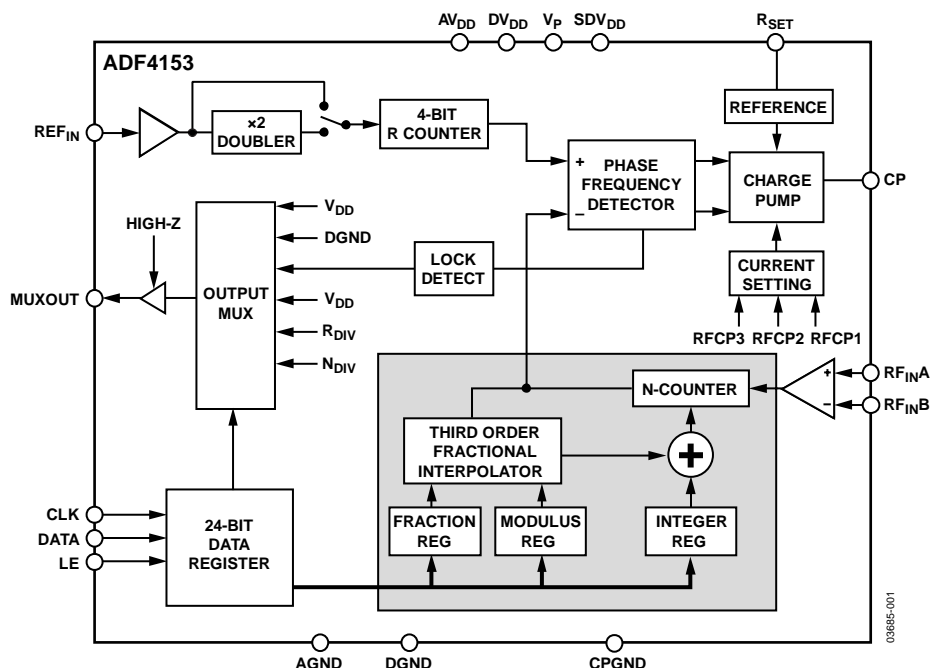 AVDD DVDD VP SDVDD RSET
ADF4153
REFIN
×2
DOUBLER
4-BIT
R COUNTER
REFERENCE
+
PHASE
FREQUENCY
DETECTOR
–
CHARGE
PUMP
CP
HIGH-Z
VDD
DGND
LOCK
DETECT
CURRENT
SETTING
MUXOUT
OUTPUT
MUX
VDD
RDIV
NDIV
RFCP3 RFCP2 RFCP1
N-COUNTER
+
–
RFINA
RFINB
THIRD ORDER
FRACTIONAL
INTERPOLATOR
+
CLK
DATA
LE
24-BIT
DATA
REGISTER
FRACTION
REG
MODULUS
REG
INTEGER
REG
AGND DGND CPGND
03685-001